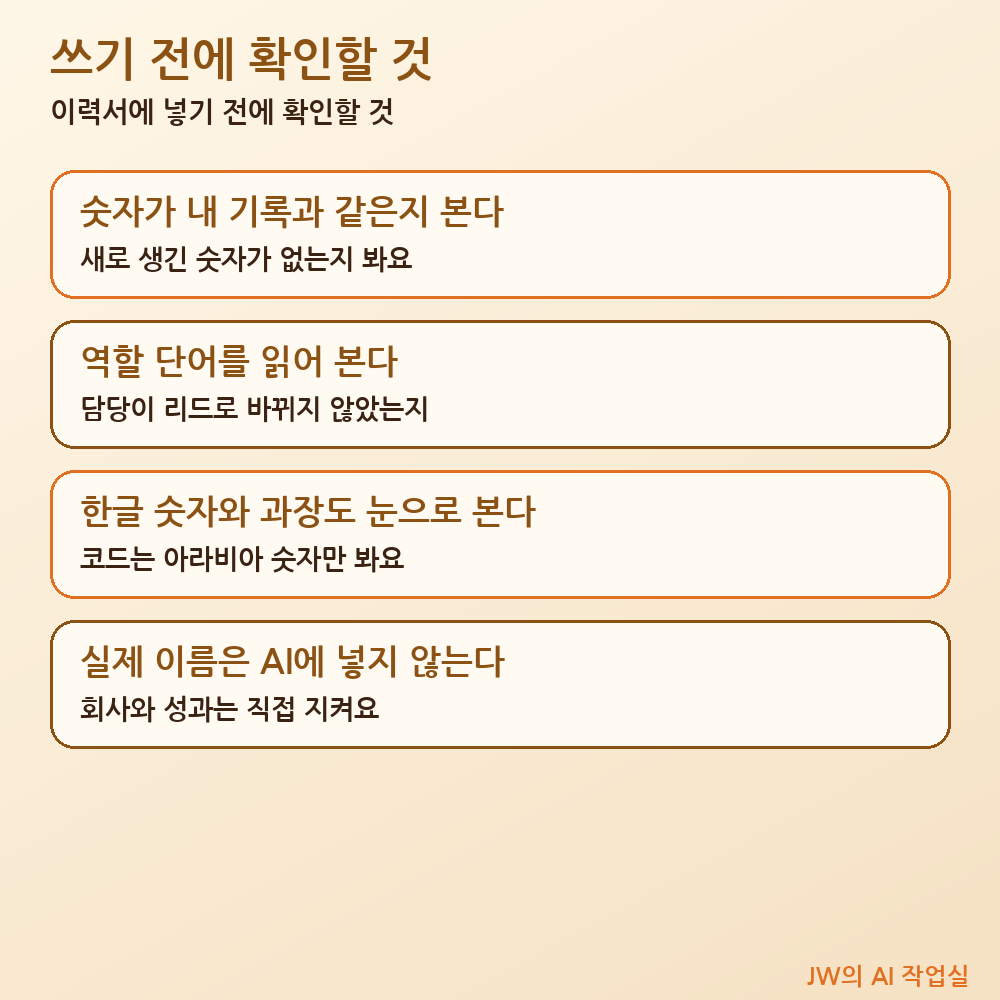 쓰기 전에 확인할 것
이력서에 넣기 전에 확인할 것
숫자가 내 기록과 같은지 본다
새로 생긴 숫자가 없는지 봐요
역할 단어를 읽어 본다
담당이 리드로 바뀌지 않았는지
한글 숫자와 과장도 눈으로 본다
코드는 아라비아 숫자만 봐요
실제 이름은 AI에 넣지 않는다
회사와 성과는 직접 지켜요
JW의 AI 작업실